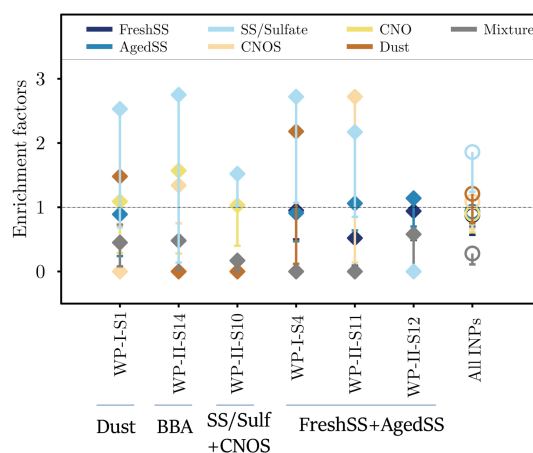 FreshSS SS/Sulfate CNO Mixture
AgedSS CNOS Dust
Enrichment factors
3
2
1
0
WP-I-S1
WP-II-S14
WP-II-S10
WP-I-S4
WP-II-S11
WP-II-S12
All INPs
Dust BBA SS/Sulf FreshSS+AgedSS
+CNOS